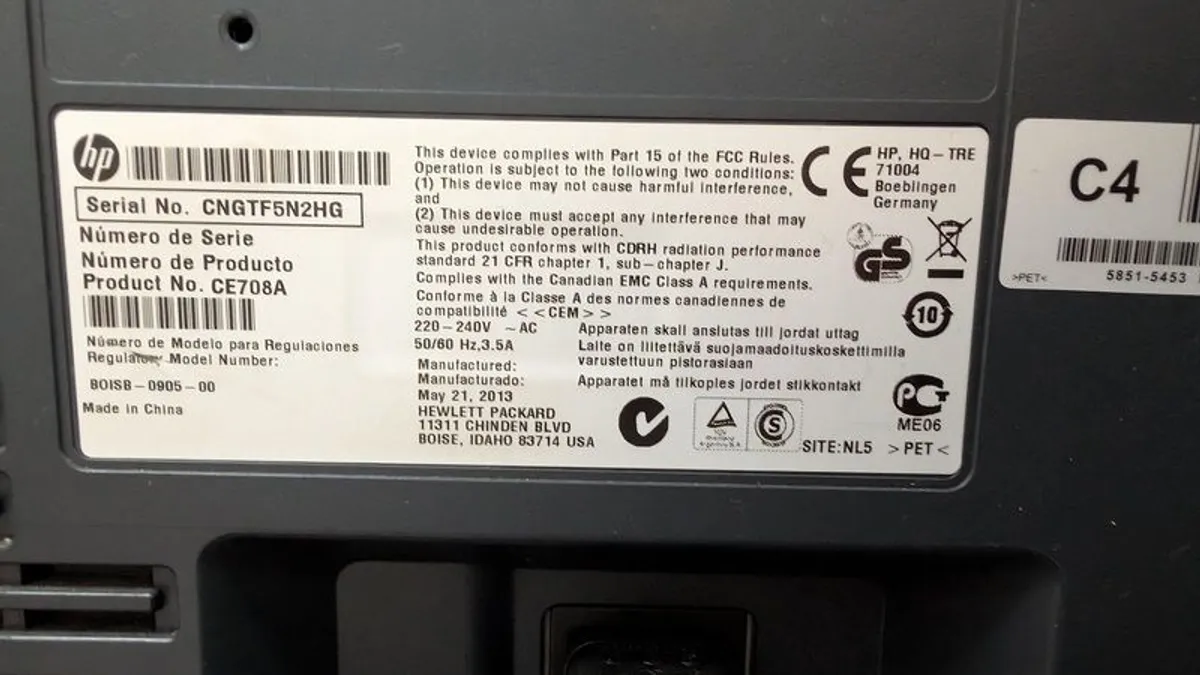 hp
Serial No. CNGTF5N2HG
Número de Serie
Número de Producto
Product No. CE708A
Número de Modelo para Regulaciones
Regulatory Model Number:
BOISB-0905-00
Made in China
This device complies with Part 15 of the FCC Rules.
Operation is subject to the following two conditions:
(1) This device may not cause harmful interference,
and
(2) This device must accept any interference that may
cause undesirable operation.
This product conforms with CDRH radiation performance
standard 21 CFR chapter 1, sub-chapter J.
Complies with the Canadian EMC Class A requirements.
Conforme à la Classe A des normes canadiennes de
compatibilité <<CEM>>
220-240V ~AC
50/60 Hz,3.5A
Manufactured:
Manufacturado:
May 21, 2013
HEWLETT PACKARD
11311 CHINDEN BLVD
BOISE, IDAHO 83714 USA
Apparaten skall anslutas till jordat uttag
Laite on liitettävä suojamaadoituskoskettimilla
varustettuun pistorasiaan
Apparatet må tilkoples jordet stikkontakt
CE
HP, HQ-TRE
71004
Boeblingen
Germany
GS
10
PCT
ME06
S
SITE:NL5 >PET<
C4
>PET< 5851-5453